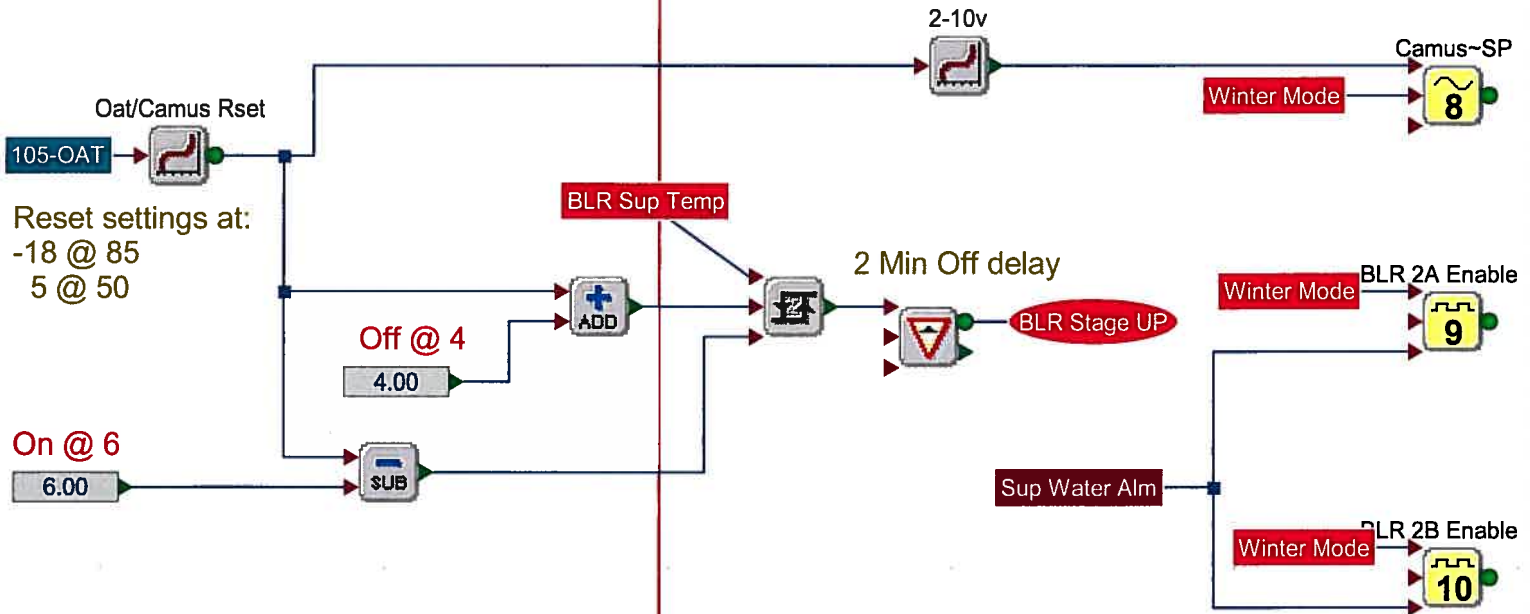 2-10v
Camus~SP
Winter Mode
8
Oat/Camus Rset
105-OAT
Reset settings at:
-18 @ 85
5 @ 50
BLR Sup Temp
2 Min Off delay
BLR 2A Enable
Winter Mode
9
ADD
BLR Stage UP
Off @ 4
4.00
On @ 6
6.00
SUB
Sup Water Alm
BLR 2B Enable
Winter Mode
10